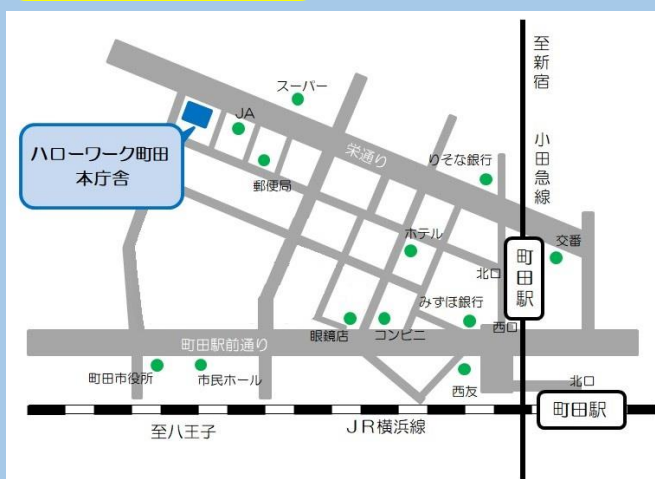 至新宿
小田急線
スーパー
JA
ハローワーク町田
本庁舎
郵便局
栄通り
りそな銀行
ホテル
交番
北口
町田駅
みずほ銀行
西口
眼鏡店
コンビニ
町田駅前通り
町田市役所
市民ホール
西友
北口
町田駅
至八王子
JR横浜線